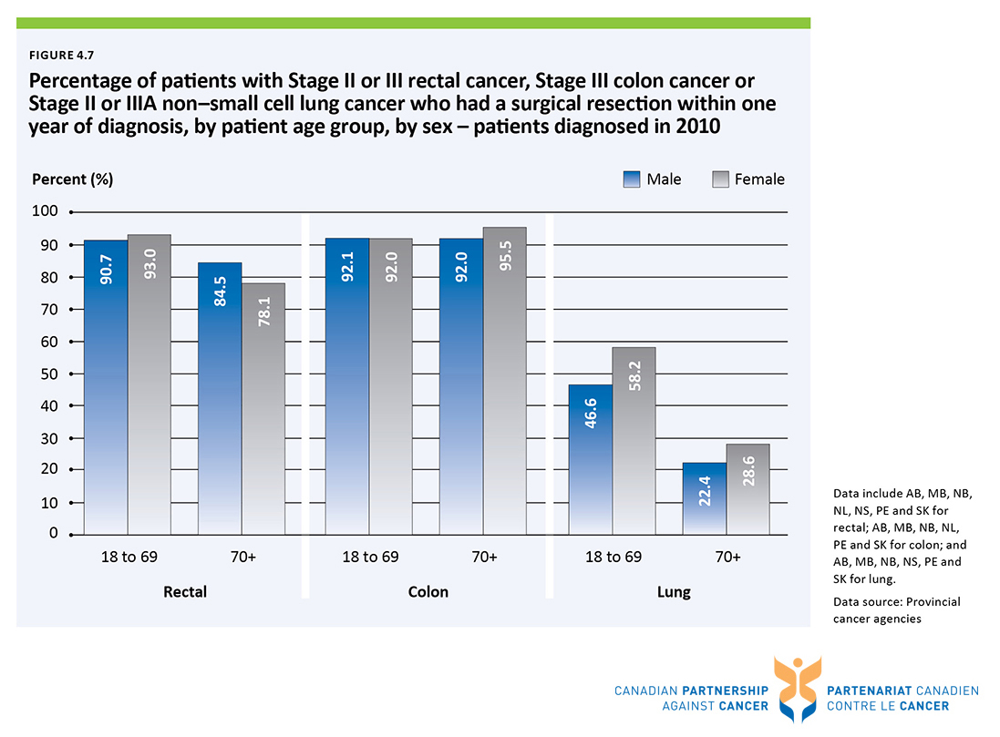 FIGURE 4.7
Percentage of patients with Stage II or III rectal cancer, Stage III colon cancer or
Stage II or IIIA non–small cell lung cancer who had a surgical resection within one
year of diagnosis, by patient age group, by sex – patients diagnosed in 2010
Percent (%)
Male
Female
100
90
80
70
60
50
40
30
20
10
0
90.7
93.0
84.5
78.1
92.1
92.0
92.0
95.5
46.6
58.2
22.4
28.6
18 to 69
70+
18 to 69
70+
18 to 69
70+
Rectal
Colon
Lung
Data include AB, MB, NB,
NL, NS, PE and SK for
rectal; AB, MB, NB, NL,
PE and SK for colon; and
AB, MB, NB, NS, PE and
SK for lung.
Data source: Provincial
cancer agencies
CANADIAN PARTNERSHIP
AGAINST CANCER
PARTENARIAT CANADIEN
CONTRE LE CANCER